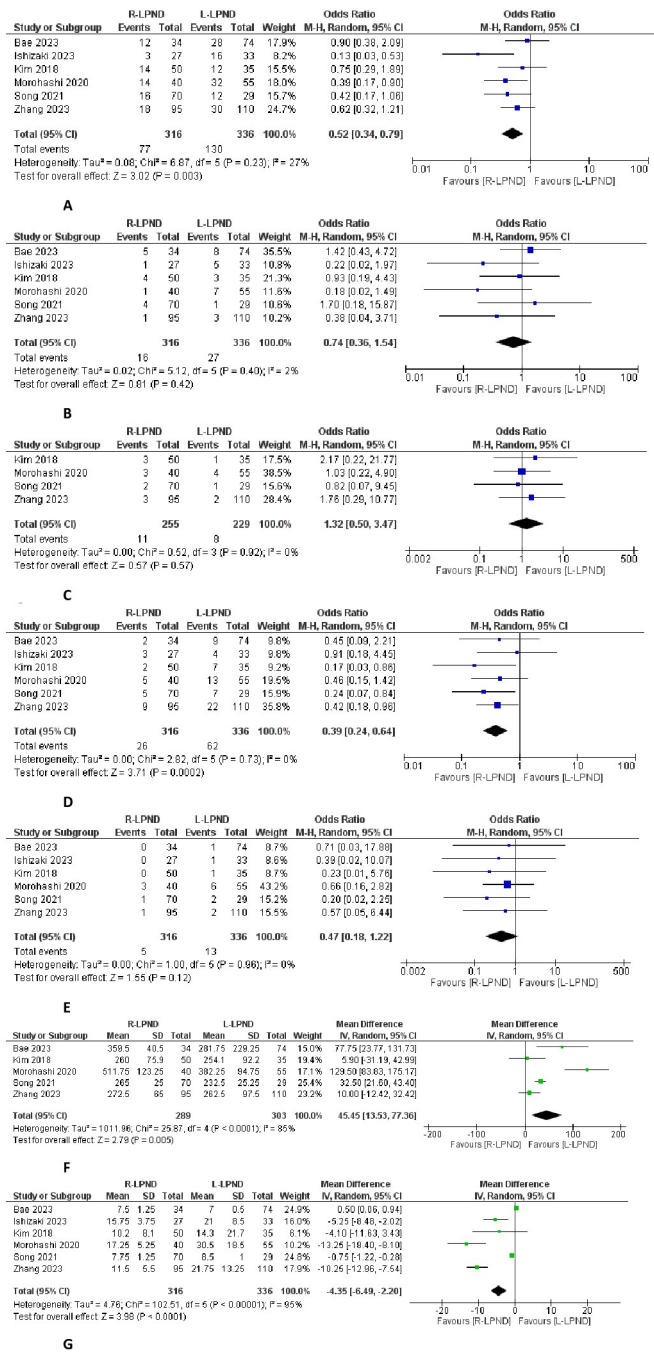 R-LPND L-LPND Odds Ratio Odds Ratio
Study or Subgroup Events Total Events Total Weight M-H, Random, 95% CI M-H, Random, 95% CI
Bae 2023 12 34 28 74 17.9% 0.90 [0.38, 2.09]
Ishizaki 2023 3 27 16 33 8.2% 0.13 [0.03, 0.53]
Kim 2018 14 50 12 35 14.6% 0.75 [0.29, 1.89]
Morohashi 2020 14 40 32 55 18.0% 0.39 [0.17, 0.90]
Song 2021 16 70 12 29 15.7% 0.42 [0.17, 1.06]
Zhang 2023 18 95 30 110 24.7% 0.62 [0.32, 1.21]
Total (95% CI) 316 336 100.0% 0.52 [0.34, 0.79]
Total events 77 130
Heterogeneity: Tau² = 0.08; Chi² = 6.87, df = 5 (P = 0.23); I² = 27%
Test for overall effect: Z = 3.02 (P = 0.003)
0.01 0.1 1 10 100
Favours [R-LPND] Favours [L-LPND]
A
R-LPND L-LPND Odds Ratio Odds Ratio
Study or Subgroup Events Total Events Total Weight M-H, Random, 95% CI M-H, Random, 95% CI
Bae 2023 5 34 8 74 35.5% 1.42 [0.43, 4.72]
Ishizaki 2023 1 27 5 33 10.8% 0.22 [0.02, 1.97]
Kim 2018 4 50 3 35 21.3% 0.93 [0.19, 4.43]
Morohashi 2020 1 40 7 55 11.8% 0.18 [0.02, 1.49]
Song 2021 4 70 1 29 10.4% 1.70 [0.18, 15.87]
Zhang 2023 1 95 3 110 10.2% 0.38 [0.04, 3.71]
Total (95% CI) 316 336 100.0% 0.74 [0.36, 1.54]
Total events 16 27
Heterogeneity: Tau² = 0.02; Chi² = 5.12, df = 5 (P = 0.40); I² = 2%
Test for overall effect: Z = 0.81 (P = 0.42)
0.01 0.1 1 10 100
Favours [R-LPND] Favours [L-LPND]
B
R-LPND L-LPND Odds Ratio Odds Ratio
Study or Subgroup Events Total Events Total Weight M-H, Random, 95% CI M-H, Random, 95% CI
Kim 2018 3 50 1 35 17.5% 2.17 [0.22, 21.77]
Morohashi 2020 3 40 4 55 38.5% 1.03 [0.22, 4.90]
Song 2021 2 70 1 29 15.6% 0.82 [0.07, 9.45]
Zhang 2023 3 95 2 110 28.4% 1.76 [0.29, 10.77]
Total (95% CI) 255 229 100.0% 1.32 [0.50, 3.47]
Total events 11 8
Heterogeneity: Tau² = 0.00; Chi² = 0.52, df = 3 (P = 0.92); I² = 0%
Test for overall effect: Z = 0.57 (P = 0.57)
0.002 0.1 1 10 500
Favours [R-LPND] Favours [L-LPND]
C
R-LPND L-LPND Odds Ratio Odds Ratio
Study or Subgroup Events Total Events Total Weight M-H, Random, 95% CI M-H, Random, 95% CI
Bae 2023 2 34 9 74 9.8% 0.45 [0.09, 2.21]
Ishizaki 2023 3 27 4 33 9.8% 0.91 [0.18, 4.45]
Kim 2018 2 50 7 35 9.2% 0.17 [0.03, 0.86]
Morohashi 2020 5 40 13 55 19.5% 0.46 [0.15, 1.42]
Song 2021 5 70 7 29 15.9% 0.24 [0.07, 0.84]
Zhang 2023 9 95 22 110 35.8% 0.42 [0.18, 0.96]
Total (95% CI) 316 336 100.0% 0.39 [0.24, 0.64]
Total events 26 62
Heterogeneity: Tau² = 0.00; Chi² = 2.82, df = 5 (P = 0.73); I² = 0%
Test for overall effect: Z = 3.71 (P = 0.0002)
0.01 0.1 1 10 100
Favours [R-LPND] Favours [L-LPND]
D
R-LPND L-LPND Odds Ratio Odds Ratio
Study or Subgroup Events Total Events Total Weight M-H, Random, 95% CI M-H, Random, 95% CI
Bae 2023 0 34 1 74 8.7% 0.71 [0.03, 17.88]
Ishizaki 2023 0 27 1 33 8.6% 0.39 [0.02, 10.07]
Kim 2018 0 50 1 35 8.7% 0.23 [0.01, 5.76]
Morohashi 2020 3 40 6 55 43.2% 0.66 [0.16, 2.82]
Song 2021 1 70 2 29 15.4% 0.20 [0.02, 2.25]
Zhang 2023 1 95 2 110 15.5% 0.57 [0.05, 6.44]
Total (95% CI) 316 336 100.0% 0.47 [0.18, 1.22]
Total events 5 13
Heterogeneity: Tau² = 0.00; Chi² = 1.00, df = 5 (P = 0.96); I² = 0%
Test for overall effect: Z = 1.55 (P = 0.12)
0.002 0.1 1 10 500
Favours [R-LPND] Favours [L-LPND]
E
R-LPND L-LPND Mean Difference Mean Difference
Study or Subgroup Mean SD Total Mean SD Total Weight IV, Random, 95% CI IV, Random, 95% CI
Bae 2023 359.5 40.5 34 281.75 229.25 74 15.0% 77.75 [23.77, 131.73]
Kim 2018 260 75.9 50 254.1 92.2 35 19.4% 5.90 [-31.19, 42.99]
Morohashi 2020 511.75 123.25 40 382.25 94.75 55 17.1% 129.50 [83.83, 175.17]
Song 2021 265 25 70 232.5 25.25 29 25.1% 32.50 [21.60, 43.40]
Zhang 2023 272.5 65 95 262.5 97.5 110 23.4% 10.00 [-12.42, 32.42]
Total (95% CI) 289 303 100.0% 45.45 [13.53, 77.36]
Heterogeneity: Tau² = 1011.96; Chi² = 25.87, df = 4 (P < 0.0001); I² = 85%
Test for overall effect: Z = 2.79 (P = 0.005)
-200 -100 0 100 200
Favours [R-LPND] Favours [L-LPND]
F
R-LPND L-LPND Mean Difference Mean Difference
Study or Subgroup Mean SD Total Mean SD Total Weight IV, Random, 95% CI IV, Random, 95% CI
Bae 2023 7.5 1.25 34 7 0.5 74 24.9% 0.50 [0.06, 0.94]
Ishizaki 2023 15.75 3.75 27 21 8.5 33 16.0% -5.25 [-8.48, -2.02]
Kim 2018 10.2 8.1 50 14.3 21.7 35 6.1% -4.10 [-11.63, 3.43]
Morohashi 2020 17.25 5.25 40 30.5 18.5 55 10.2% -13.25 [-18.40, -8.10]
Song 2021 7.75 1.25 70 8.5 1 29 24.8% -0.75 [-1.22, -0.28]
Zhang 2023 11.5 5.5 95 21.75 13.25 110 17.9% -10.25 [-12.96, -7.54]
Total (95% CI) 316 336 100.0% -4.35 [-6.49, -2.20]
Heterogeneity: Tau² = 4.76; Chi² = 102.51, df = 5 (P < 0.00001); I² = 95%
Test for overall effect: Z = 3.98 (P < 0.0001)
-20 -10 0 10 20
Favours [R-LPND] Favours [L-LPND]
G